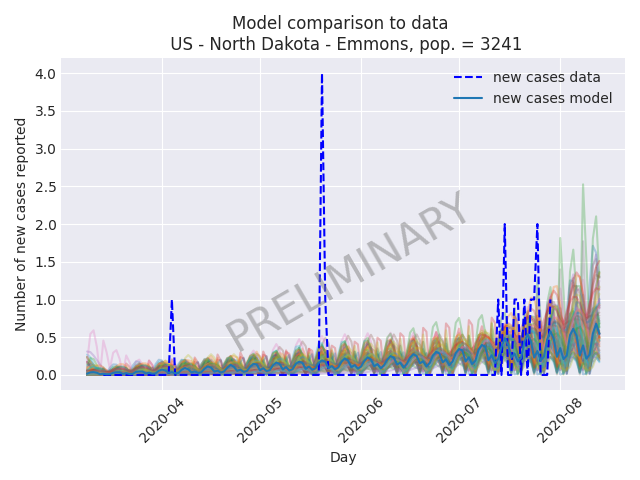 Model comparison to data
US - North Dakota - Emmons, pop. = 3241
new cases data
new cases model
PRELIMINARY
Number of new cases reported
4.0
3.5
3.0
2.5
2.0
1.5
1.0
0.5
0.0
2020-04
2020-05
2020-06
2020-07
2020-08
Day